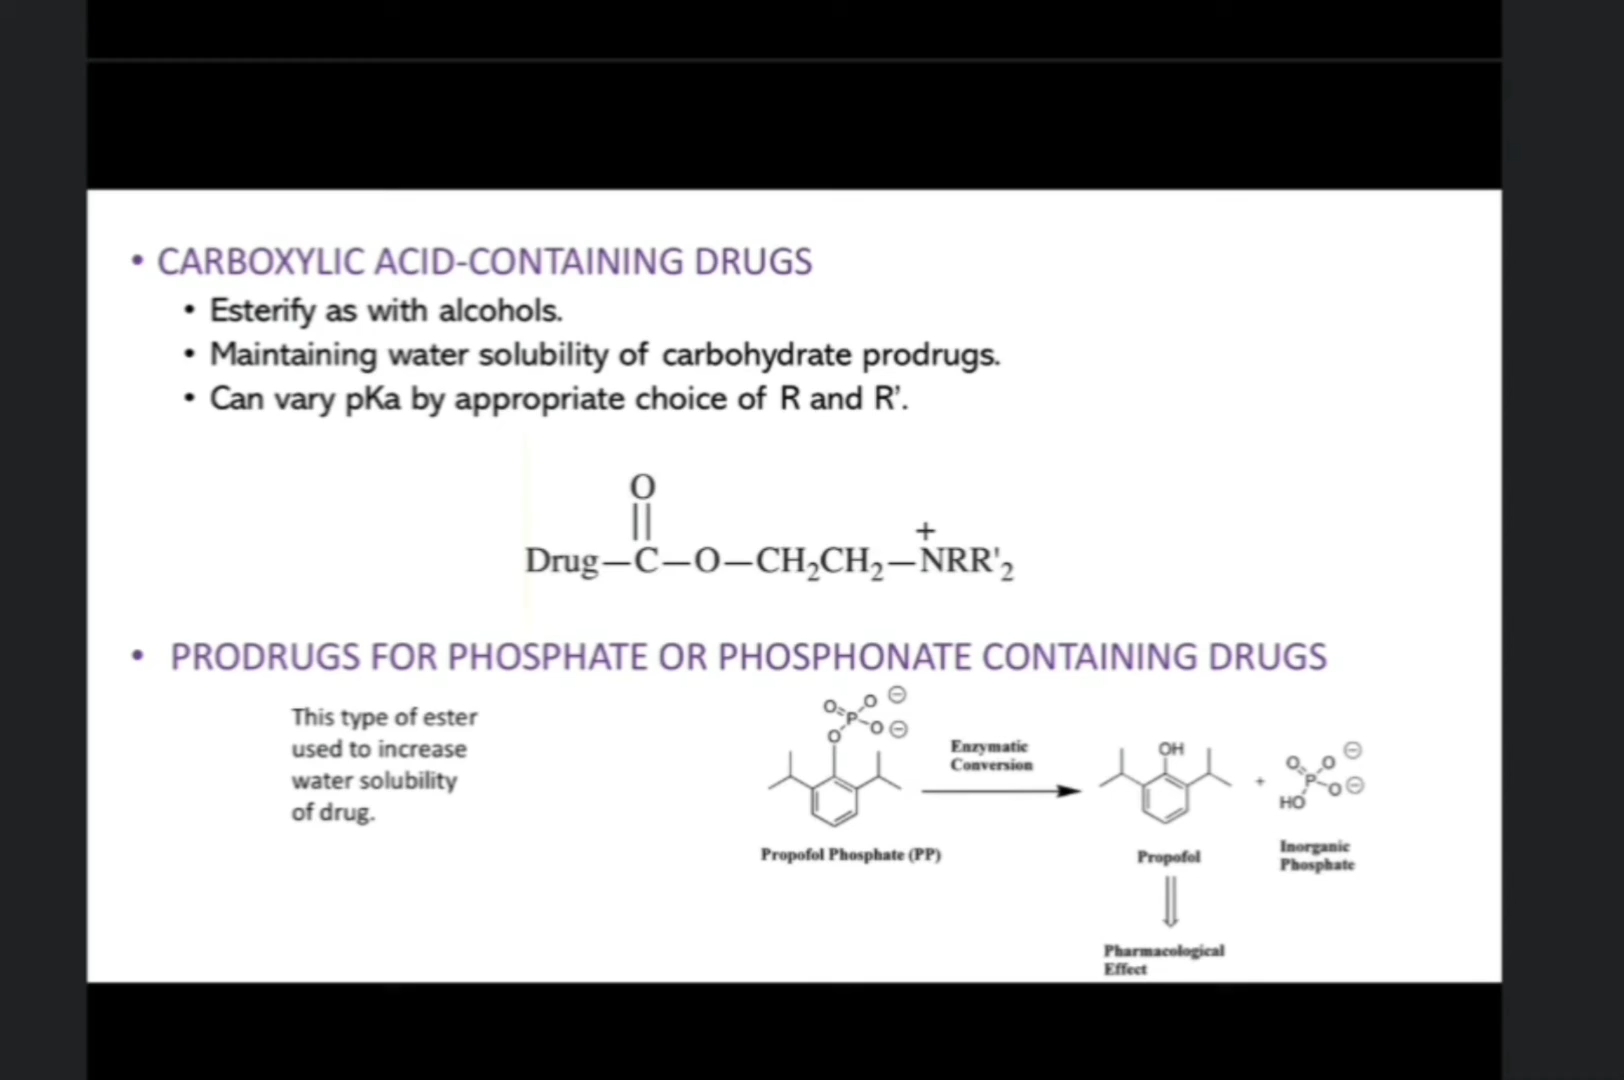 • CARBOXYLIC ACID-CONTAINING DRUGS
• Esterify as with alcohols.
• Maintaining water solubility of carbohydrate prodrugs.
• Can vary pKa by appropriate choice of R and R’.
O
+
Drug—C—O—CH₂CH₂—NRR'₂
• PRODRUGS FOR PHOSPHATE OR PHOSPHONATE CONTAINING DRUGS
This type of ester
used to increase
water solubility
of drug.
O O ⊖
P O ⊖
O
Propofol Phosphate (PP)
Enzymatic
Conversion
OH
Propofol
+
O O ⊖
P O ⊖
HO
Inorganic
Phosphate
Pharmacological
Effect